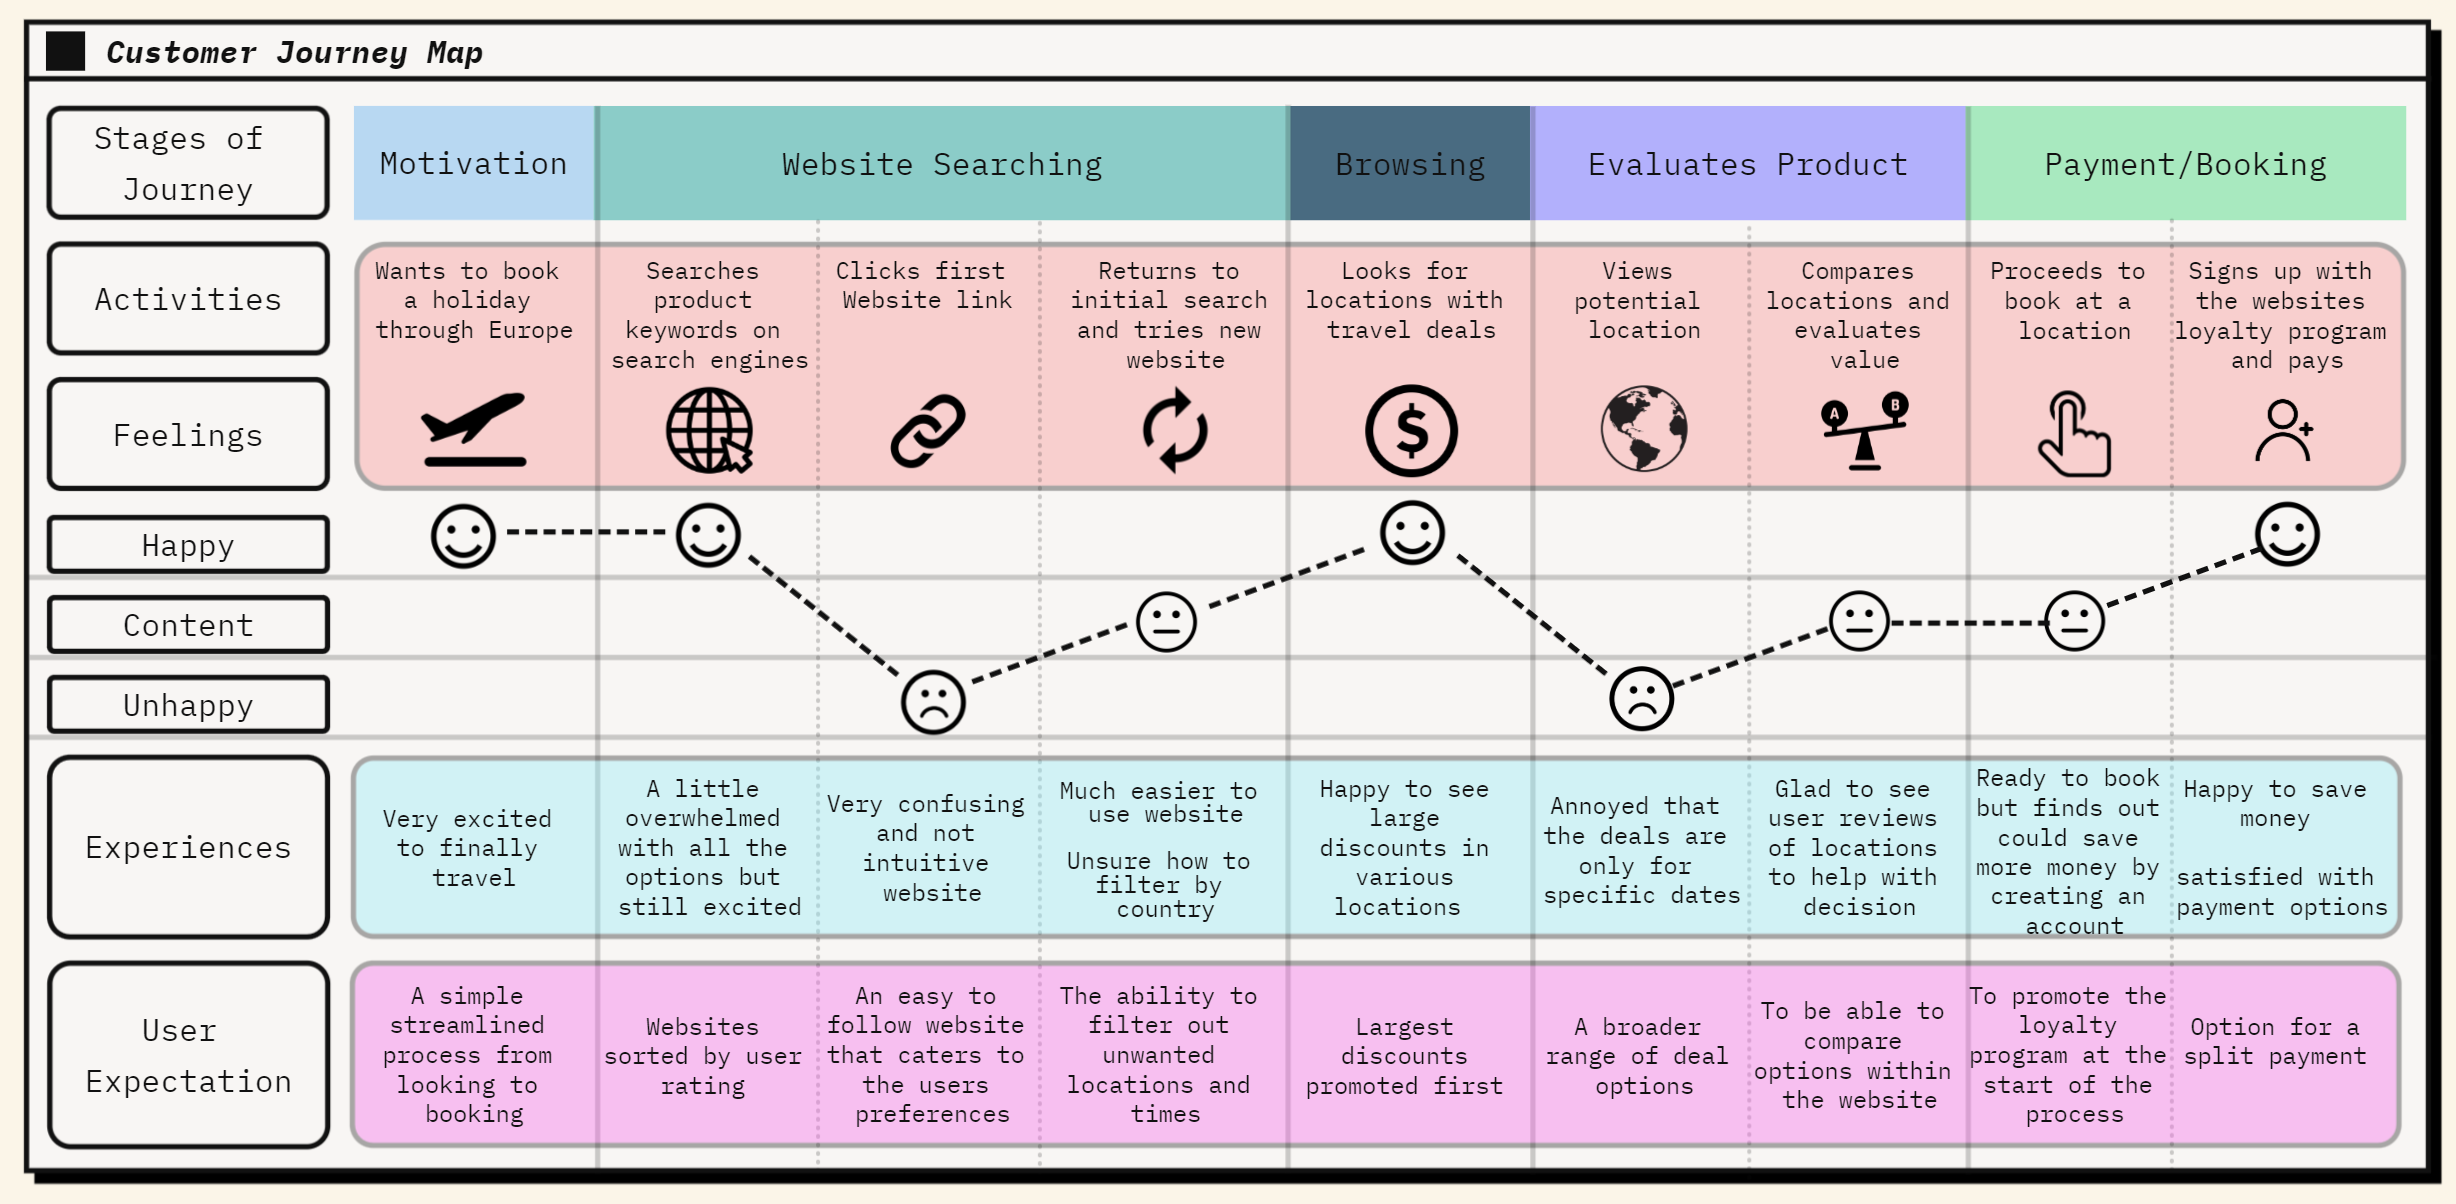 Customer Journey Map
Stages of
Journey
Motivation
Website Searching
Browsing
Evaluates Product
Payment/Booking
Activities
Wants to book
a holiday
through Europe
Searches
product
keywords on
search engines
Clicks first
Website link
Returns to
initial search
and tries new
website
Looks for
locations with
travel deals
Views
potential
location
Compares
locations and
evaluates
value
Proceeds to
book at a
location
Signs up with
the websites
loyalty program
and pays
Feelings
A
B
Happy
Content
Unhappy
Experiences
Very excited
to finally
travel
A little
overwhelmed
with all the
options but
still excited
Very confusing
and not
intuitive
website
Much easier to
use website
Unsure how to
filter by
country
Happy to see
large
discounts in
various
locations
Annoyed that
the deals are
only for
specific dates
Glad to see
user reviews
of locations
to help with
decision
Ready to book
but finds out
could save
more money by
creating an
account
Happy to save
money
satisfied with
payment options
User
Expectation
A simple
streamlined
process from
looking to
booking
Websites
sorted by user
rating
An easy to
follow website
that caters to
the users
preferences
The ability to
filter out
unwanted
locations and
times
Largest
discounts
promoted first
A broader
range of deal
options
To be able to
compare
options within
the website
To promote the
loyalty
program at the
start of the
process
Option for a
split payment